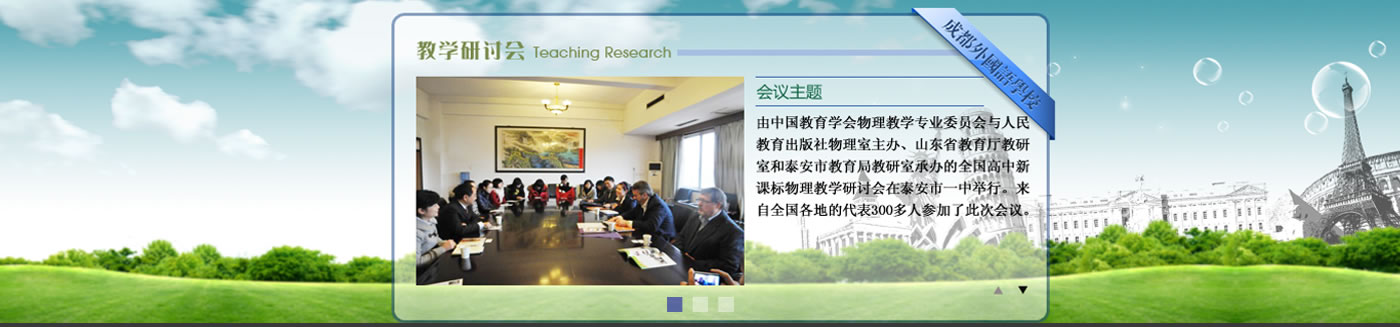 教学研讨会 Teaching Research
成都外國語學校
会议主题
由中国教育学会物理教学专业委员会与人民
教育出版社物理室主办、山东省教育厅教研
室和泰安市教育局教研室承办的全国高中新
课标物理教学研讨会在泰安市一中举行。来
自全国各地的代表300多人参加了此次会议。